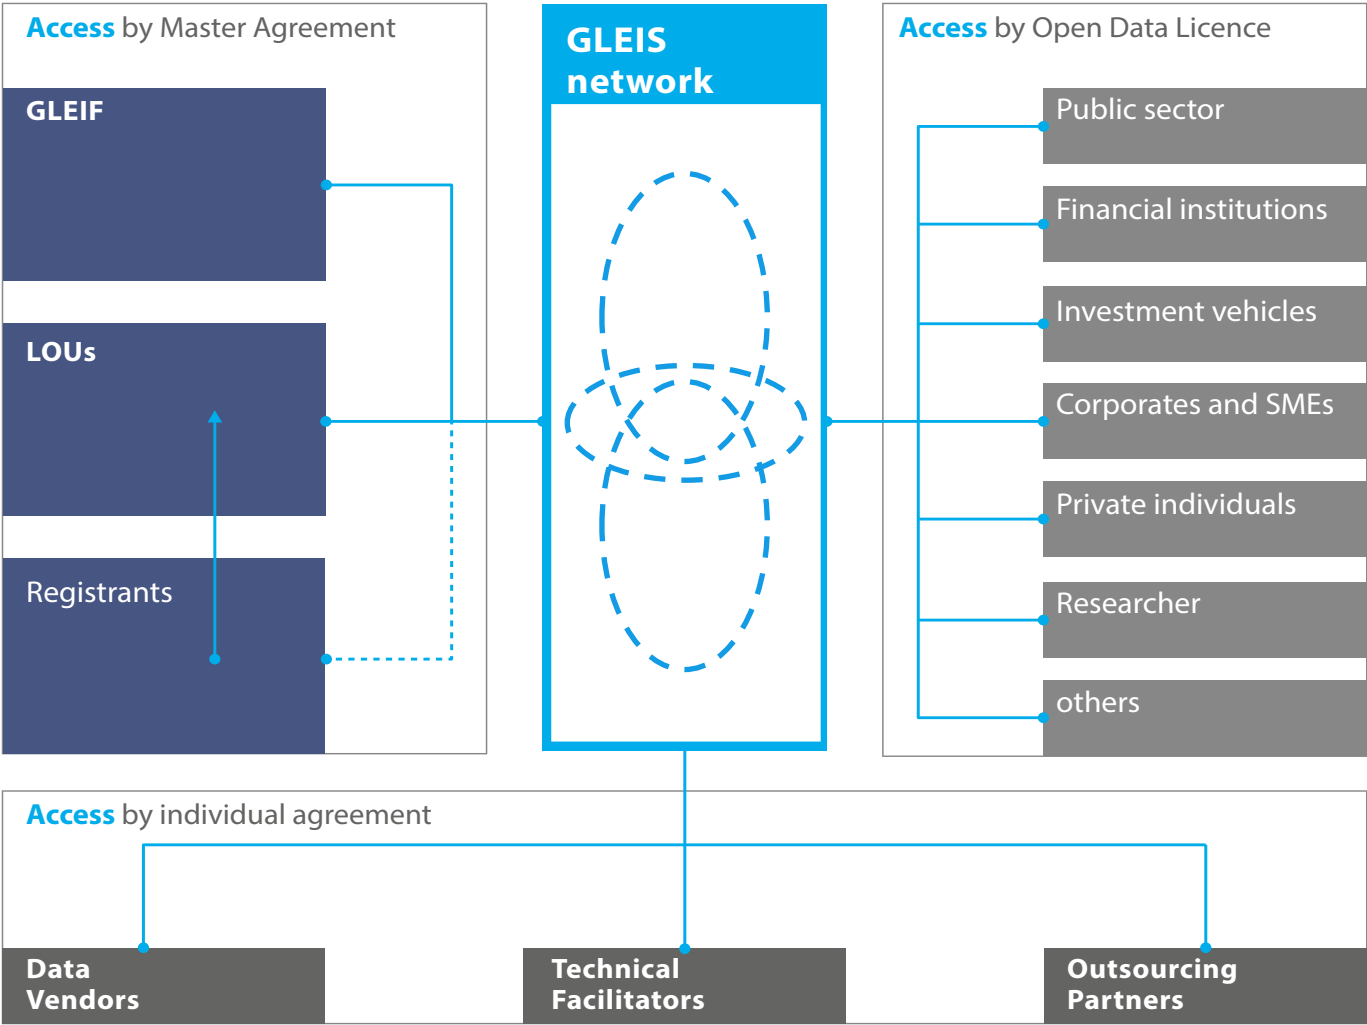 Access by Master Agreement
GLEIF
LOUs
Registrants
GLEIS
network
Access by Open Data Licence
Public sector
Financial institutions
Investment vehicles
Corporates and SMEs
Private individuals
Researcher
others
Access by individual agreement
Data
Vendors
Technical
Facilitators
Outsourcing
Partners